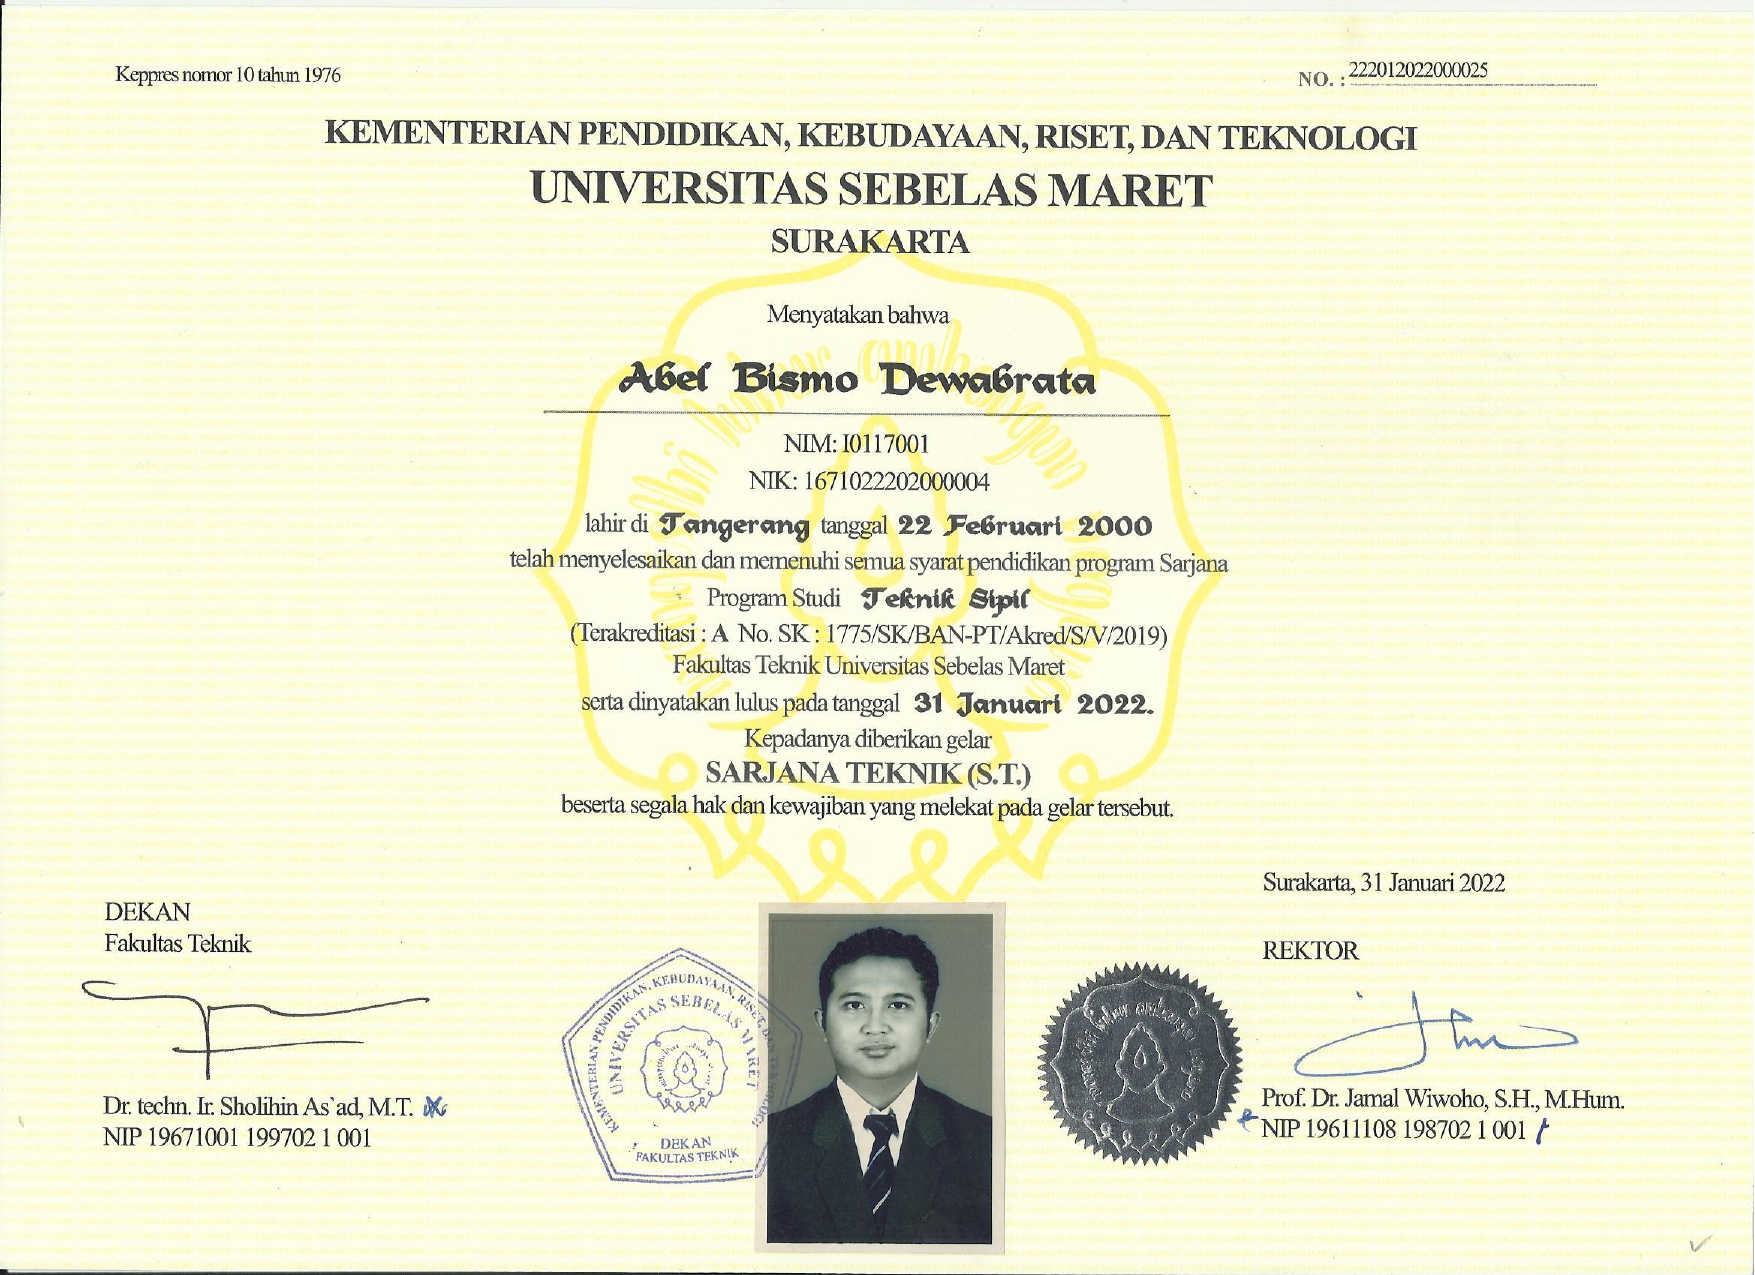 Keppres nomor 10 tahun 1976
NO. : 222012022000025
KEMENTERIAN PENDIDIKAN, KEBUDAYAAN, RISET, DAN TEKNOLOGI
UNIVERSITAS SEBELAS MARET
SURAKARTA
Menyatakan bahwa
Abel Bismo Dewabrata
NIM: I0117001
NIK: 1671022202000004
lahir di Tangerang tanggal 22 Februari 2000
telah menyelesaikan dan memenuhi semua syarat pendidikan program Sarjana
Program Studi Teknik Sipil
(Terakreditasi : A No. SK : 1775/SK/BAN-PT/Akred/S/V/2019)
Fakultas Teknik Universitas Sebelas Maret
serta dinyatakan lulus pada tanggal 31 Januari 2022.
Kepadanya diberikan gelar
SARJANA TEKNIK (S.T.)
beserta segala hak dan kewajiban yang melekat pada gelar tersebut.
Surakarta, 31 Januari 2022
DEKAN
Fakultas Teknik
REKTOR
KEMENTERIAN PENDIDIKAN, KEBUDAYAAN, RISET, DAN TEKNOLOGI
UNIVERSITAS SEBELAS MARET
DEKAN
FAKULTAS TEKNIK
Dr. techn. Ir. Sholihin As`ad, M.T.
NIP 19671001 199702 1 001
Prof. Dr. Jamal Wiwoho, S.H., M.Hum.
NIP 19611108 198702 1 001